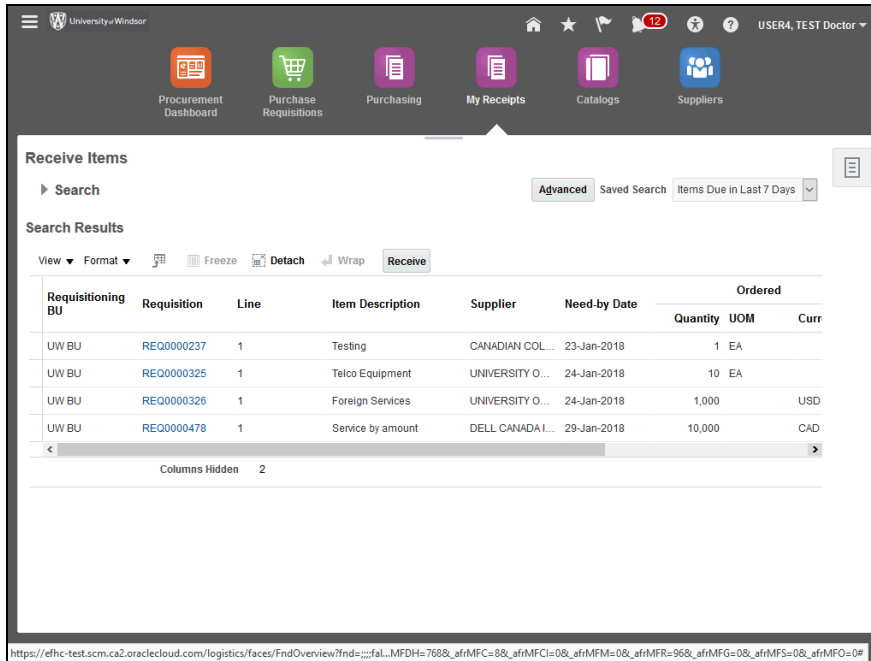 University of Windsor
12
USER4, TEST Doctor
Procurement Dashboard
Purchase Requisitions
Purchasing
My Receipts
Catalogs
Suppliers
Receive Items
Search
Advanced Saved Search Items Due in Last 7 Days
Search Results
View Format Freeze Detach Wrap Receive
Ordered
Requisitioning BU Requisition Line Item Description Supplier Need-by Date Quantity UOM Curr
UW BU REQ0000237 1 Testing CANADIAN COL... 23-Jan-2018 1 EA
UW BU REQ0000325 1 Telco Equipment UNIVERSITY O... 24-Jan-2018 10 EA
UW BU REQ0000326 1 Foreign Services UNIVERSITY O... 24-Jan-2018 1,000 USD
UW BU REQ0000478 1 Service by amount DELL CANADA I... 29-Jan-2018 10,000 CAD
Columns Hidden 2
https://efhc-test.scm.ca2.oraclecloud.com/logistics/faces/FndOverview?fnd=;;;;fal...MFDH=768&_afrMFC=8&_afrMFCI=0&_afrMFM=0&_afrMFR=96&_afrMFG=0&_afrMFS=0&_afrMFO=0#